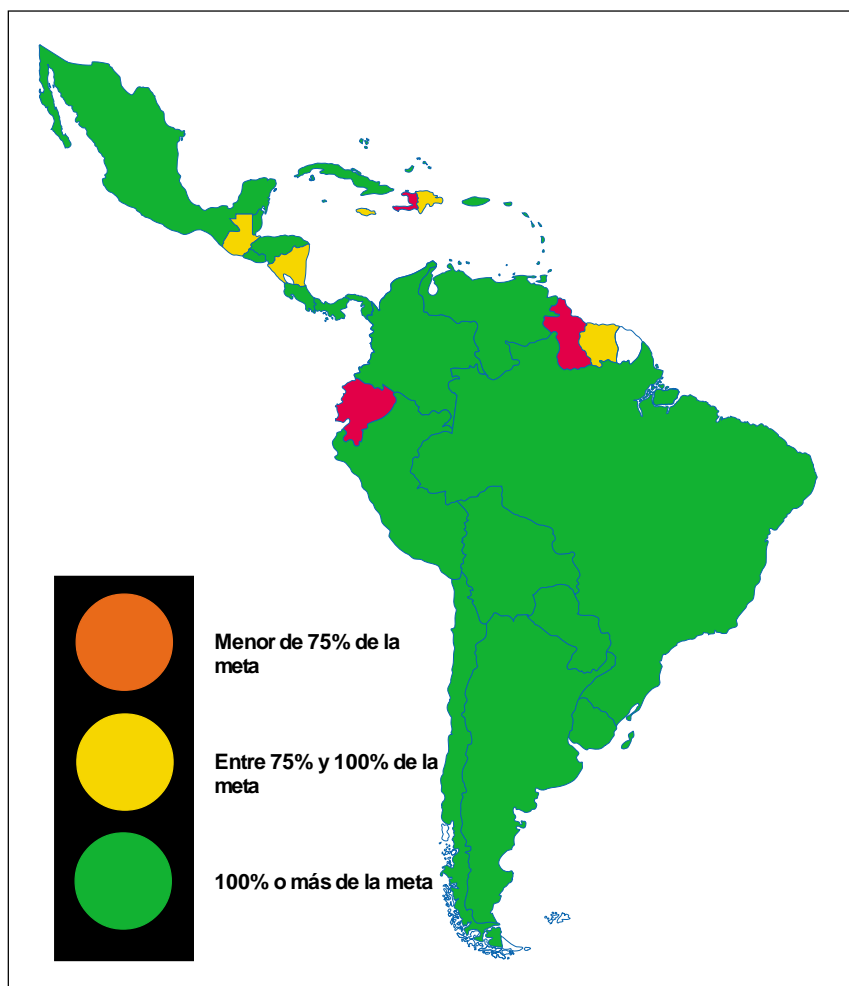 Menor de 75% de la
meta
Entre 75% y 100% de la
meta
100% o más de la meta